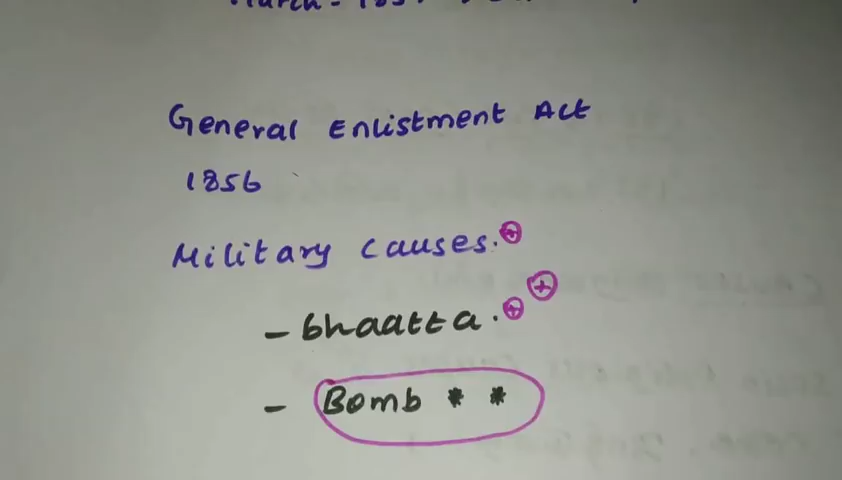 General Enlistment Act
1856
Military causes.
- bhaatta.
- Bomb * *